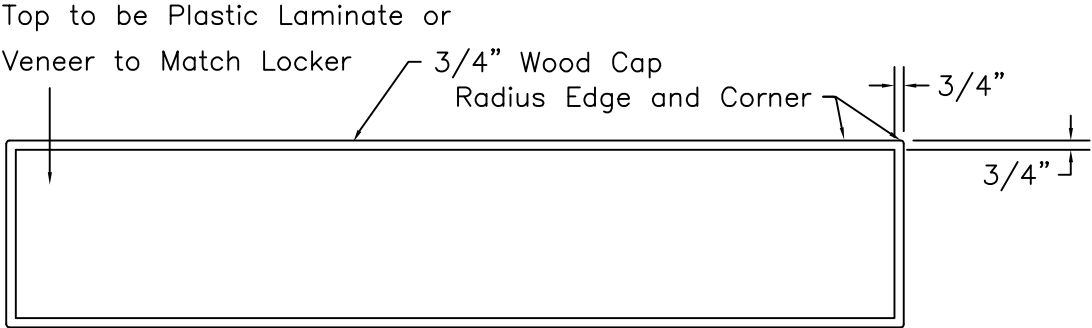 Top to be Plastic Laminate or
Veneer to Match Locker
3/4” Wood Cap
Radius Edge and Corner
3/4”
3/4”